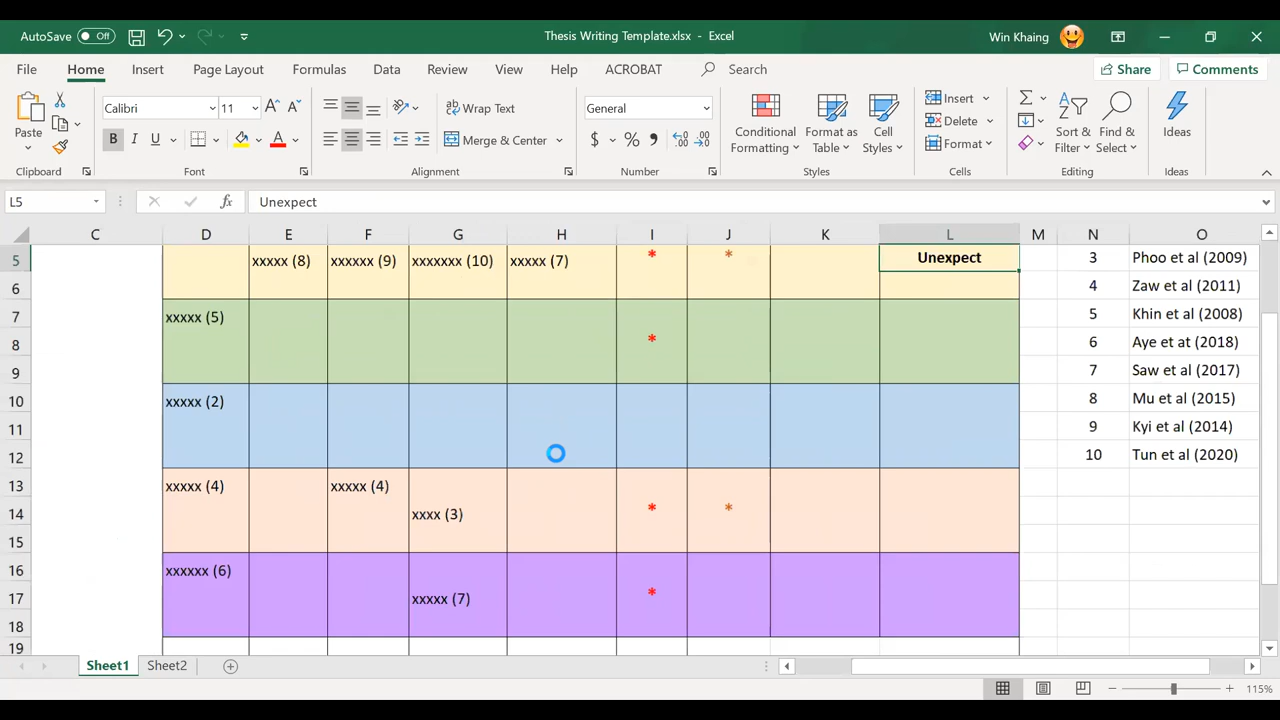 AutoSave Off Thesis Writing Template.xlsx - Excel Win Khaing
File Home Insert Page Layout Formulas Data Review View Help ACROBAT Search Share Comments
Paste Calibri 11 Wrap Text General Conditional Formatting Format as Table Cell Styles Insert Sort & Filter Find & Select Ideas
B I U Merge & Center $ % Delete
Format
Clipboard Font Alignment Number Styles Cells Editing Ideas
L5 fx Unexpect
C D E F G H I J K L M N O
5 xxxxx (8) xxxxxx (9) xxxxxxx (10) xxxxx (7) * * Unexpect 3 Phoo et al (2009)
6 4 Zaw et al (2011)
7 xxxxx (5) 5 Khin et al (2008)
8 * 6 Aye et at (2018)
9 7 Saw et al (2017)
10 xxxxx (2) 8 Mu et al (2015)
11 9 Kyi et al (2014)
12 10 Tun et al (2020)
13 xxxxx (4) xxxxx (4)
14 xxxx (3) * *
15
16 xxxxxx (6)
17 xxxxx (7) *
18
19
Sheet1 Sheet2
115%